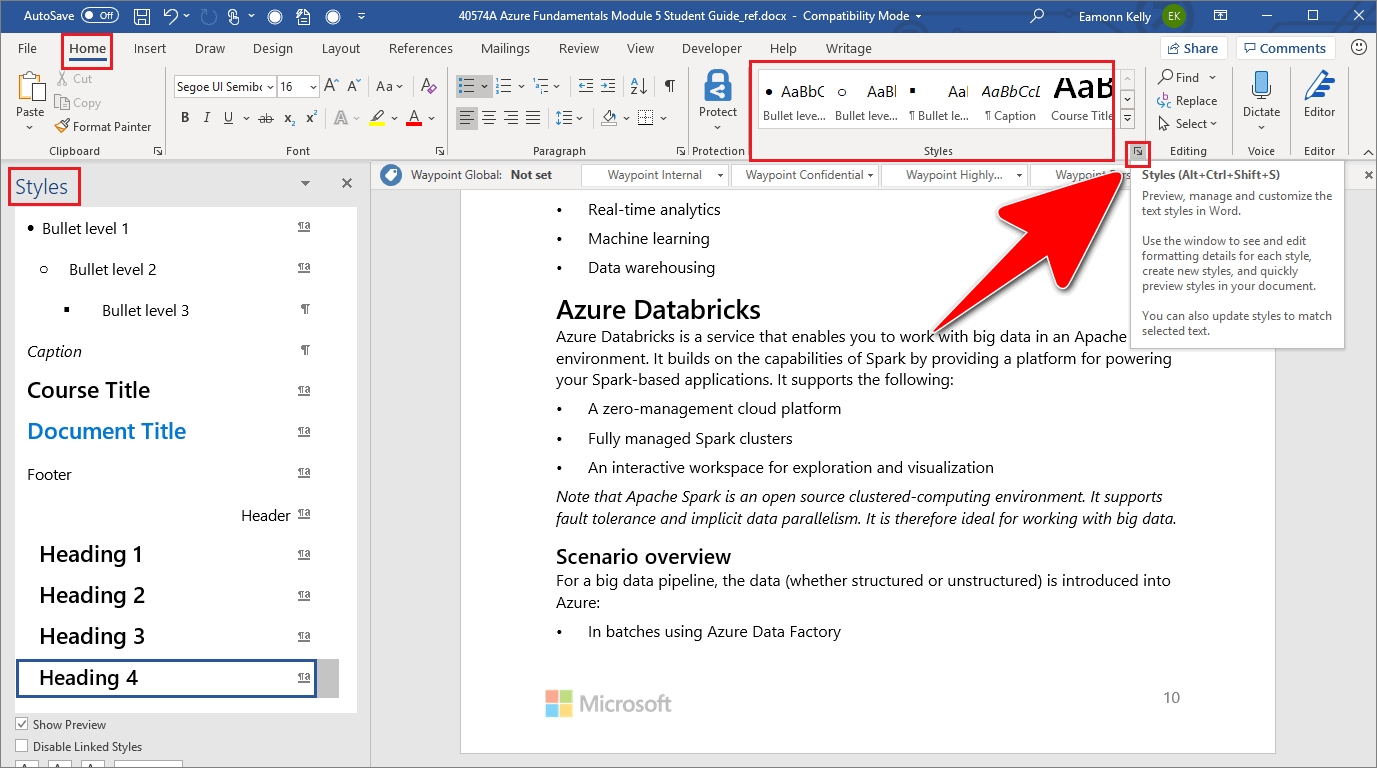 AutoSave Off 40574A Azure Fundamentals Module 5 Student Guide_ref.docx - Compatibility Mode Eamonn Kelly EK
File Home Insert Draw Design Layout References Mailings Review View Developer Help Writage Share Comments
Paste
Cut
Copy
Format Painter
Clipboard
Segoe UI Semibc 16
B I U ab x₂ x²
Font
Paragraph
Protect
Protection
AaBbC AaBl Aal AaBbCcL AaB
Bullet leve... Bullet leve... ¶ Bullet le... ¶ Caption Course Title
Styles
Find
Replace
Select
Editing
Dictate
Voice
Editor
Editor
Styles
• Bullet level 1
○ Bullet level 2
▪ Bullet level 3
Caption
Course Title
Document Title
Footer
Header
Heading 1
Heading 2
Heading 3
Heading 4
Show Preview
Disable Linked Styles
Waypoint Global: Not set Waypoint Internal Waypoint Confidential Waypoint Highly... Waypoint
Styles (Alt+Ctrl+Shift+S)
Preview, manage and customize the
text styles in Word.
Use the window to see and edit
formatting details for each style,
create new styles, and quickly
preview styles in your document.
You can also update styles to match
selected text.
• Real-time analytics
• Machine learning
• Data warehousing
Azure Databricks
Azure Databricks is a service that enables you to work with big data in an Apache
environment. It builds on the capabilities of Spark by providing a platform for powering
your Spark-based applications. It supports the following:
• A zero-management cloud platform
• Fully managed Spark clusters
• An interactive workspace for exploration and visualization
Note that Apache Spark is an open source clustered-computing environment. It supports
fault tolerance and implicit data parallelism. It is therefore ideal for working with big data.
Scenario overview
For a big data pipeline, the data (whether structured or unstructured) is introduced into
Azure:
• In batches using Azure Data Factory
Microsoft
10